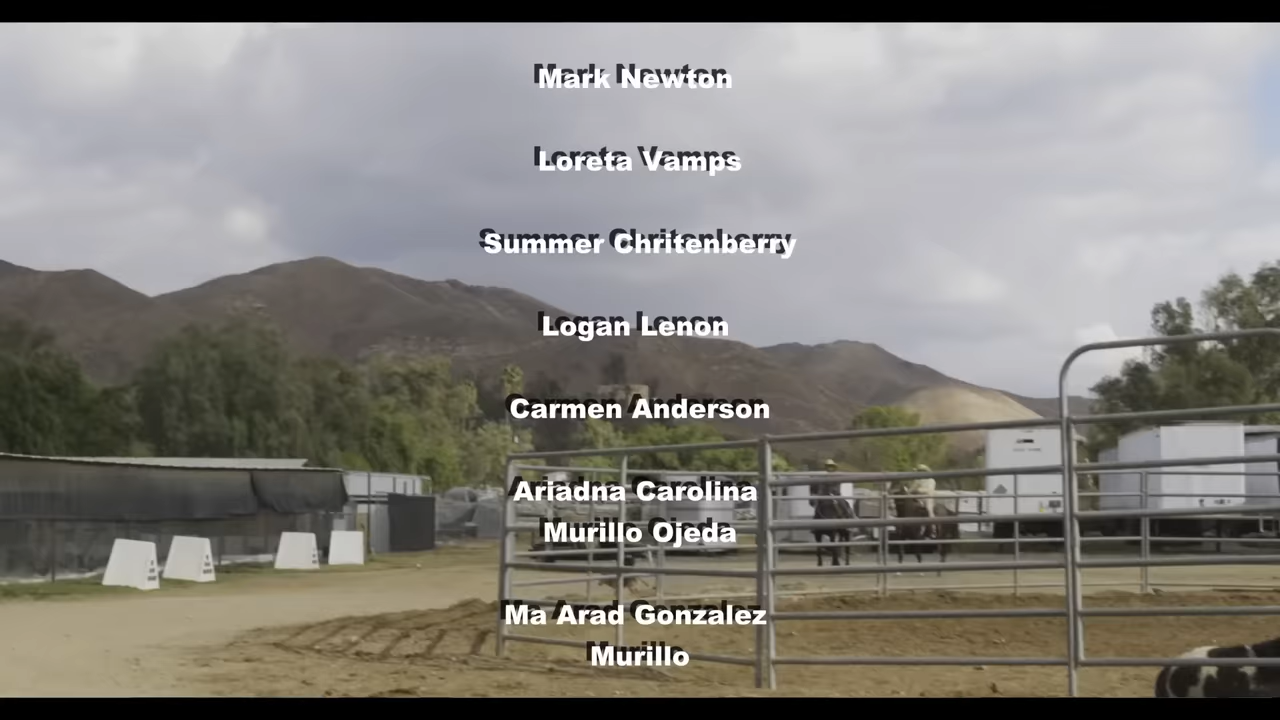 Mark Newton
Loreta Vamps
Summer Chritenberry
Logan Lenon
Carmen Anderson
Ariadna Carolina
Murillo Ojeda
Ma Arad Gonzalez
Murillo